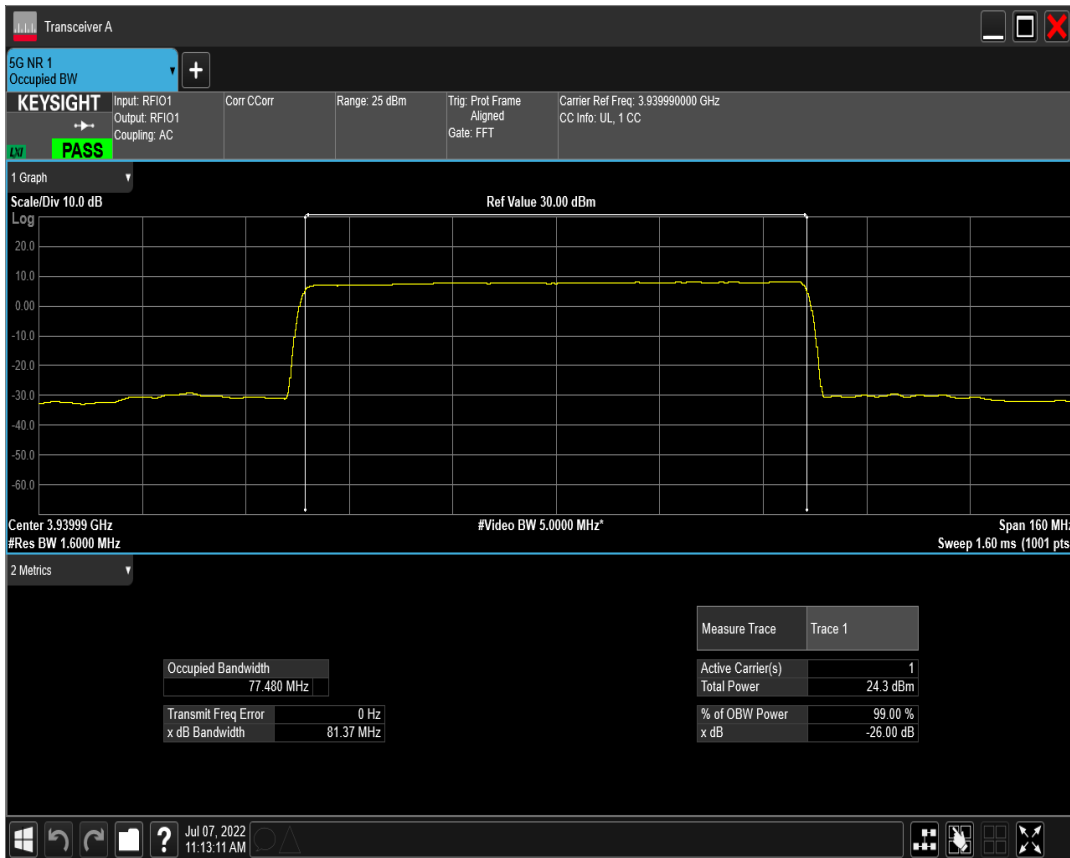 Transceiver A
5G NR 1
Occupied BW
+
KEYSIGHT
LXI
PASS
Input: RFIO1
Output: RFIO1
Coupling: AC
Corr CCorr
Range: 25 dBm
Trig: Prot Frame
Aligned
Gate: FFT
Carrier Ref Freq: 3.939990000 GHz
CC Info: UL, 1 CC
1 Graph
Scale/Div 10.0 dB
Ref Value 30.00 dBm
Log
20.0
10.0
0.00
-10.0
-20.0
-30.0
-40.0
-50.0
-60.0
Center 3.93999 GHz
#Video BW 5.0000 MHz*
Span 160 MHz
#Res BW 1.6000 MHz
Sweep 1.60 ms (1001 pts
2 Metrics
Measure Trace Trace 1
Occupied Bandwidth
77.480 MHz
Active Carrier(s) 1
Total Power 24.3 dBm
Transmit Freq Error 0 Hz
x dB Bandwidth 81.37 MHz
% of OBW Power 99.00 %
x dB -26.00 dB
?
Jul 07, 2022
11:13:11 AM